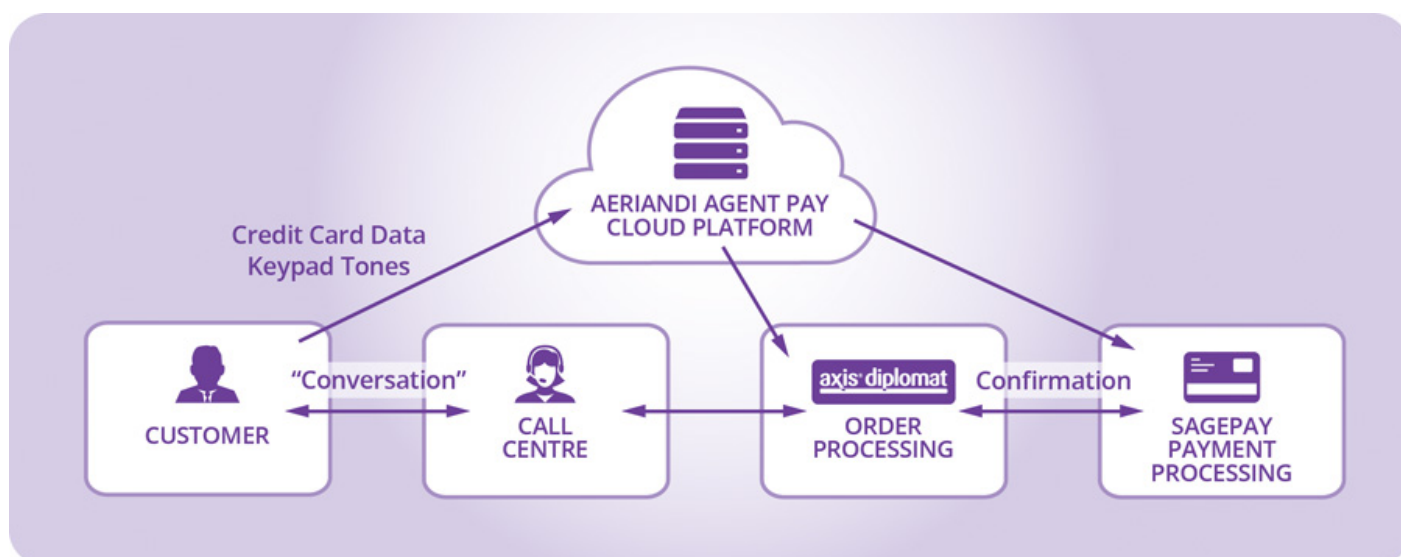 AERIANDI AGENT PAY
CLOUD PLATFORM
Credit Card Data
Keypad Tones
“Conversation”
CUSTOMER
CALL
CENTRE
axis diplomat
ORDER
PROCESSING
Confirmation
SAGEPAY
PAYMENT
PROCESSING